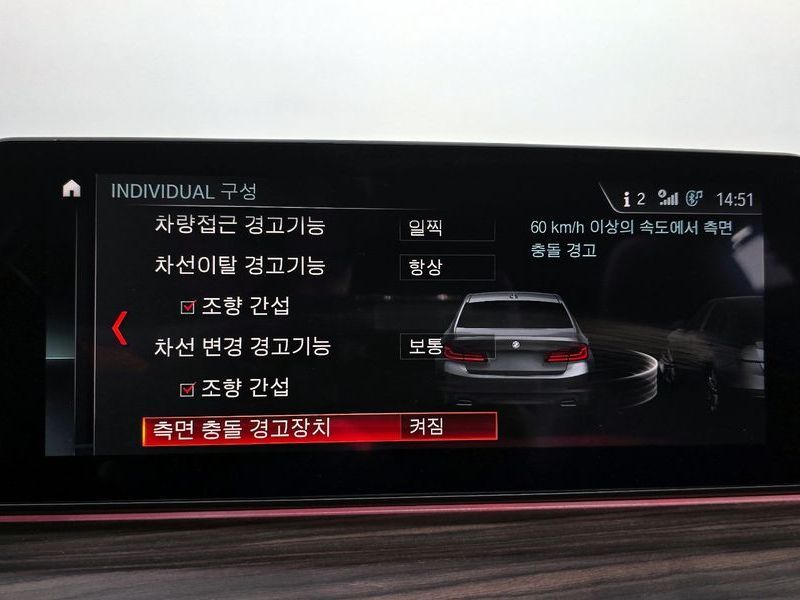 INDIVIDUAL 구성
2 14:51
차량접근 경고기능 일찍
차선이탈 경고기능 항상
조향 간섭
차선 변경 경고기능 보통
조향 간섭
측면 충돌 경고장치 켜짐
60 km/h 이상의 속도에서 측면
충돌 경고